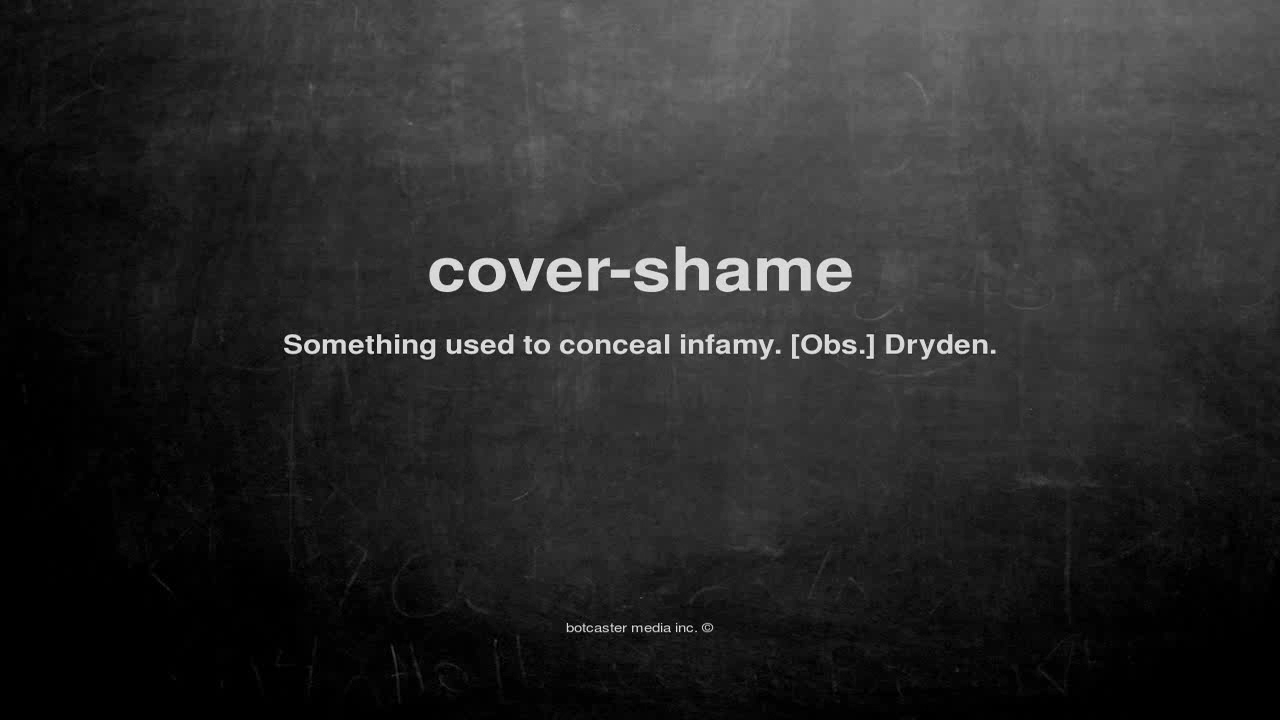 cover-shame
Something used to conceal infamy. [Obs.] Dryden.
botcaster media inc. ©